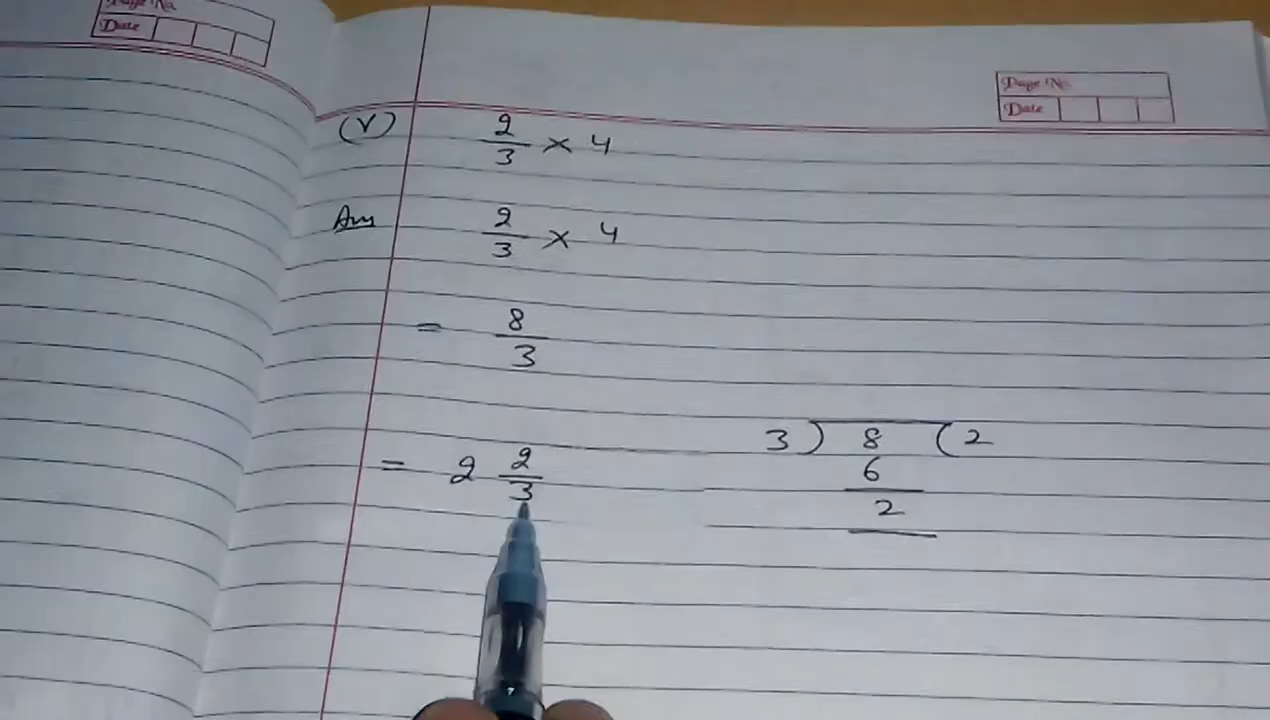 Page No.
Date
Page No.
Date
(V) 2/3 × 4
Ans 2/3 × 4
= 8/3
= 2 2/3
3 ) 8 ( 2
6
2